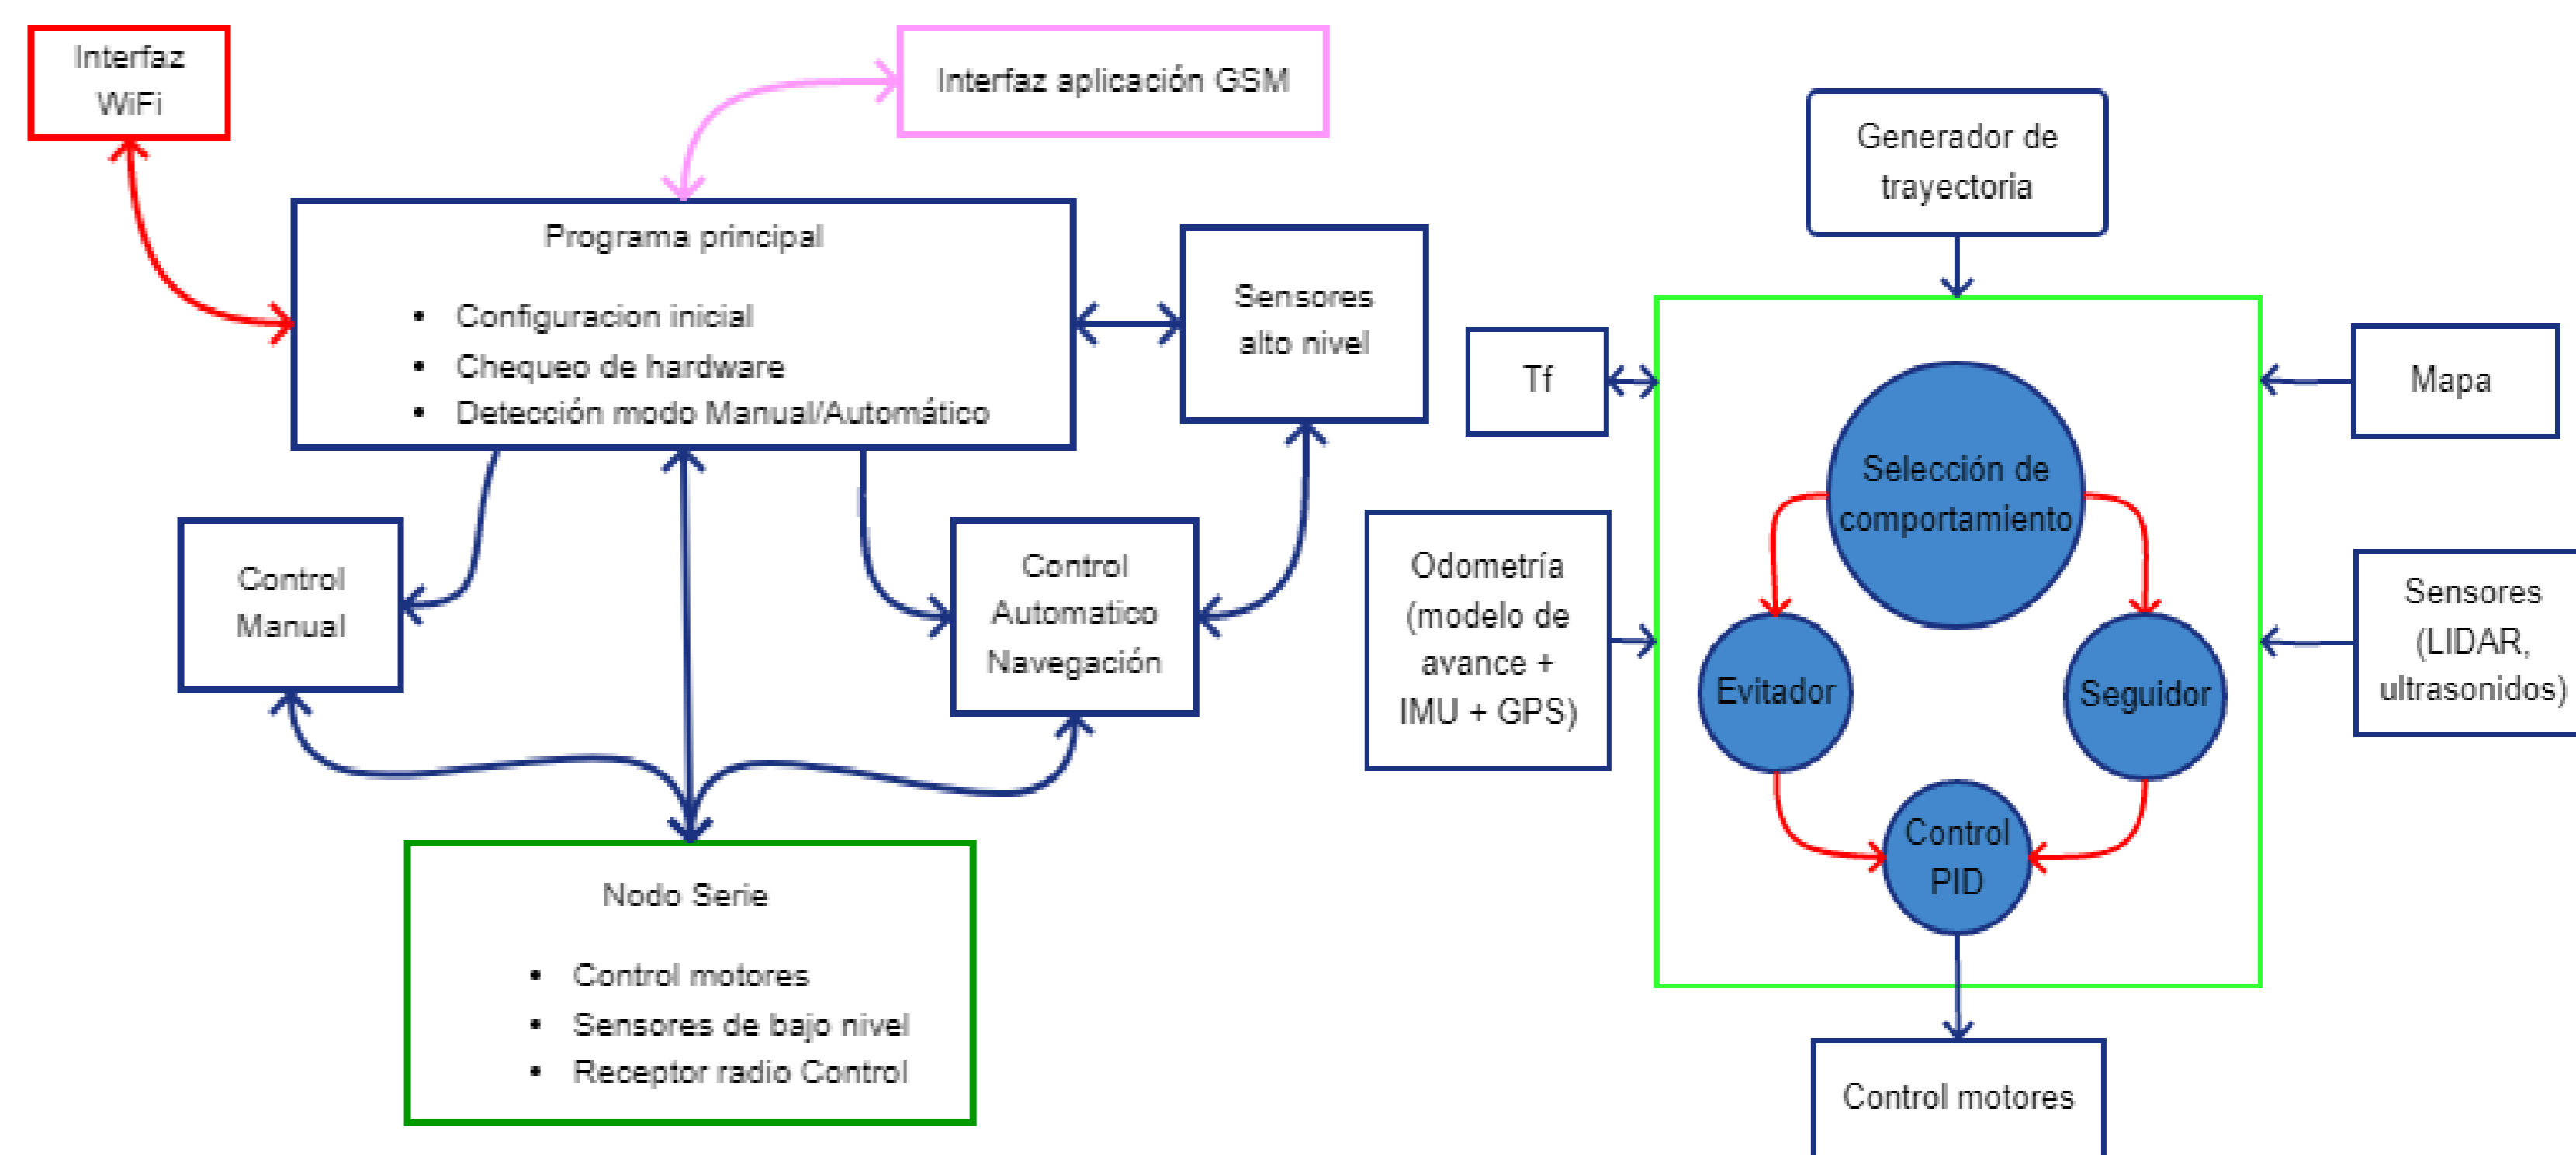 Interfaz
WiFi
Interfaz aplicación GSM
Programa principal
• Configuracion inicial
• Chequeo de hardware
• Detección modo Manual/Automático
Sensores
alto nivel
Control
Manual
Control
Automatico
Navegación
Nodo Serie
• Control motores
• Sensores de bajo nivel
• Receptor radio Control
Generador de
trayectoria
Tf
Mapa
Selección de
comportamiento
Odometría
(modelo de
avance +
IMU + GPS)
Sensores
(LIDAR,
ultrasonidos)
Evitador
Seguidor
Control
PID
Control motores